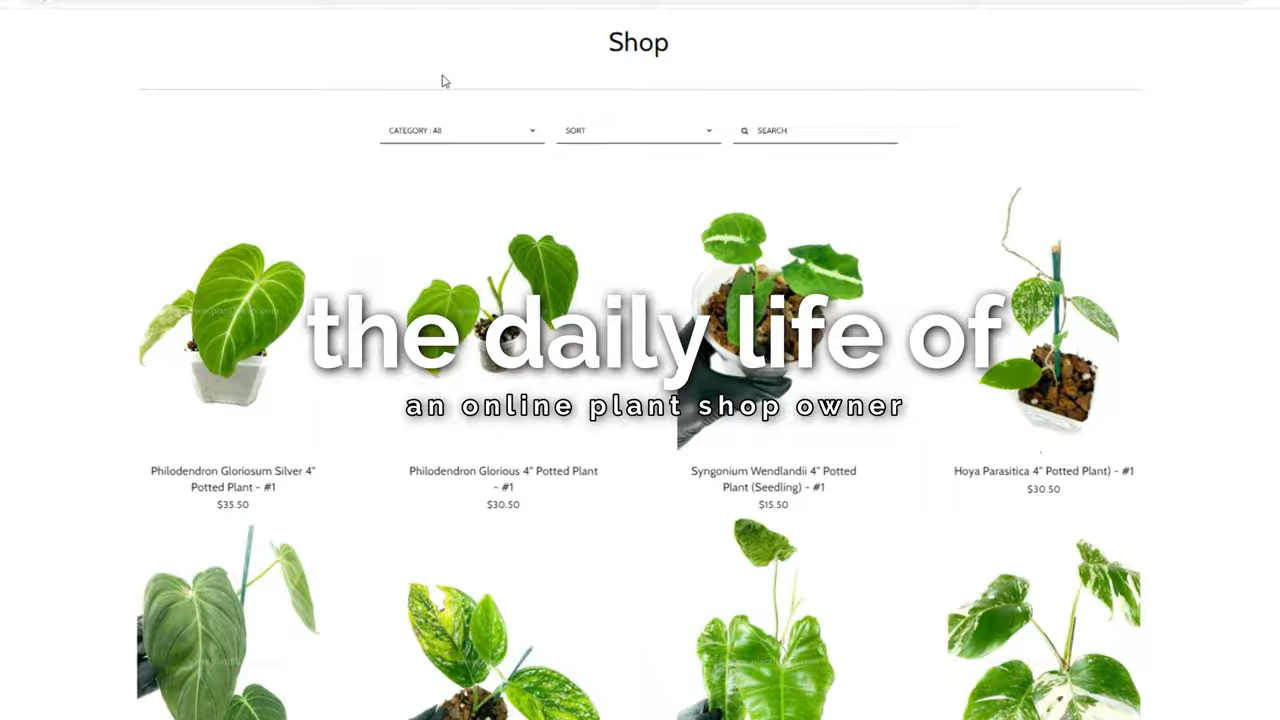 Shop
CATEGORY : All
SORT
SEARCH
the daily life of
an online plant shop owner
Philodendron Gloriosum Silver 4"
Potted Plant - #1
$35.50
Philodendron Glorious 4" Potted Plant
- #1
$30.50
Syngonium Wendlandii 4" Potted
Plant (Seedling) - #1
$15.50
Hoya Parasitica 4" Potted Plant) - #1
$30.50